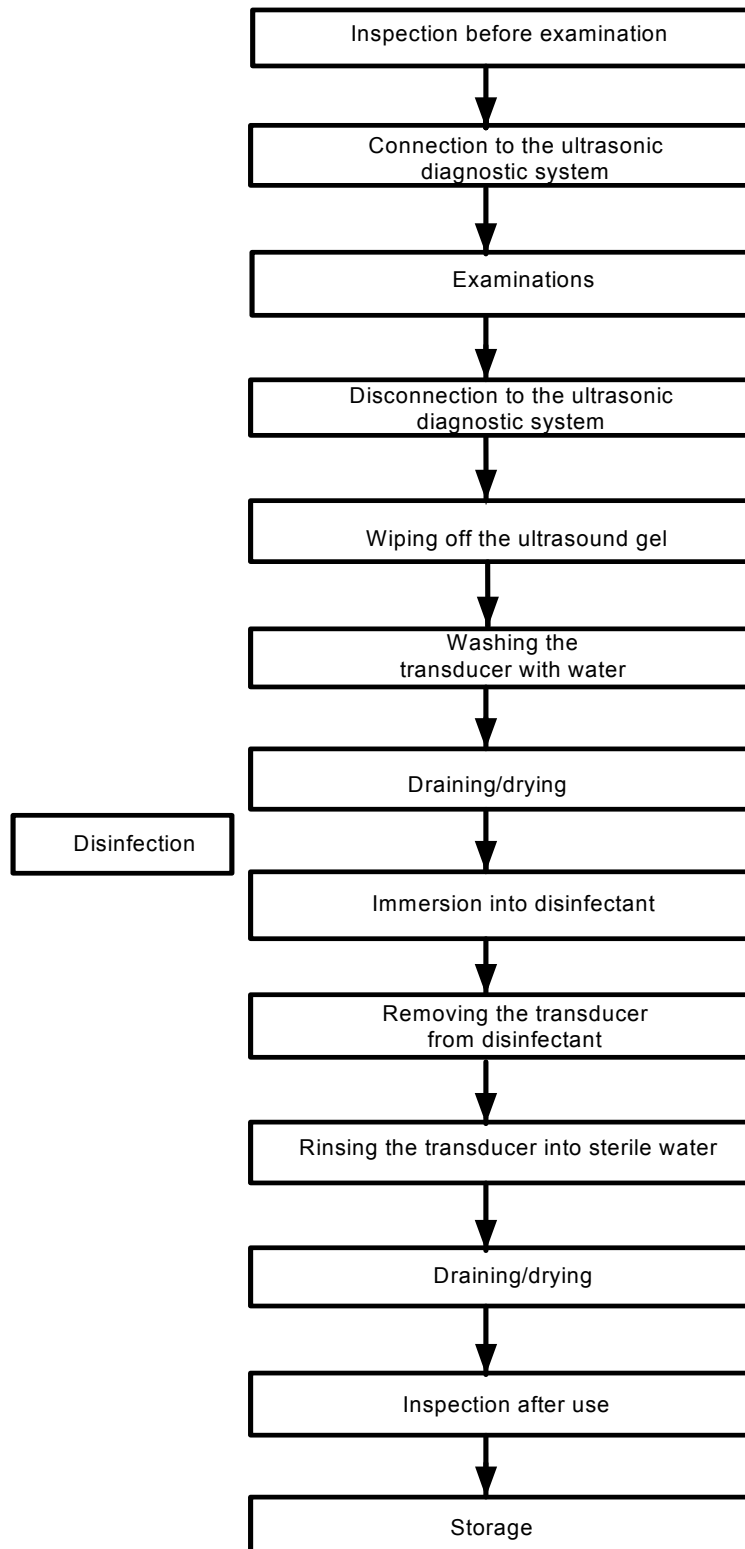 Inspection before examination
Connection to the ultrasonic
diagnostic system
Examinations
Disconnection to the ultrasonic
diagnostic system
Wiping off the ultrasound gel
Washing the
transducer with water
Draining/drying
Disinfection
Immersion into disinfectant
Removing the transducer
from disinfectant
Rinsing the transducer into sterile water
Draining/drying
Inspection after use
Storage